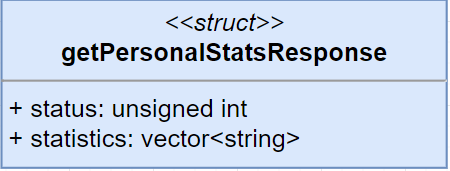 <<struct>>
getPersonalStatsResponse
+ status: unsigned int
+ statistics: vector<string>